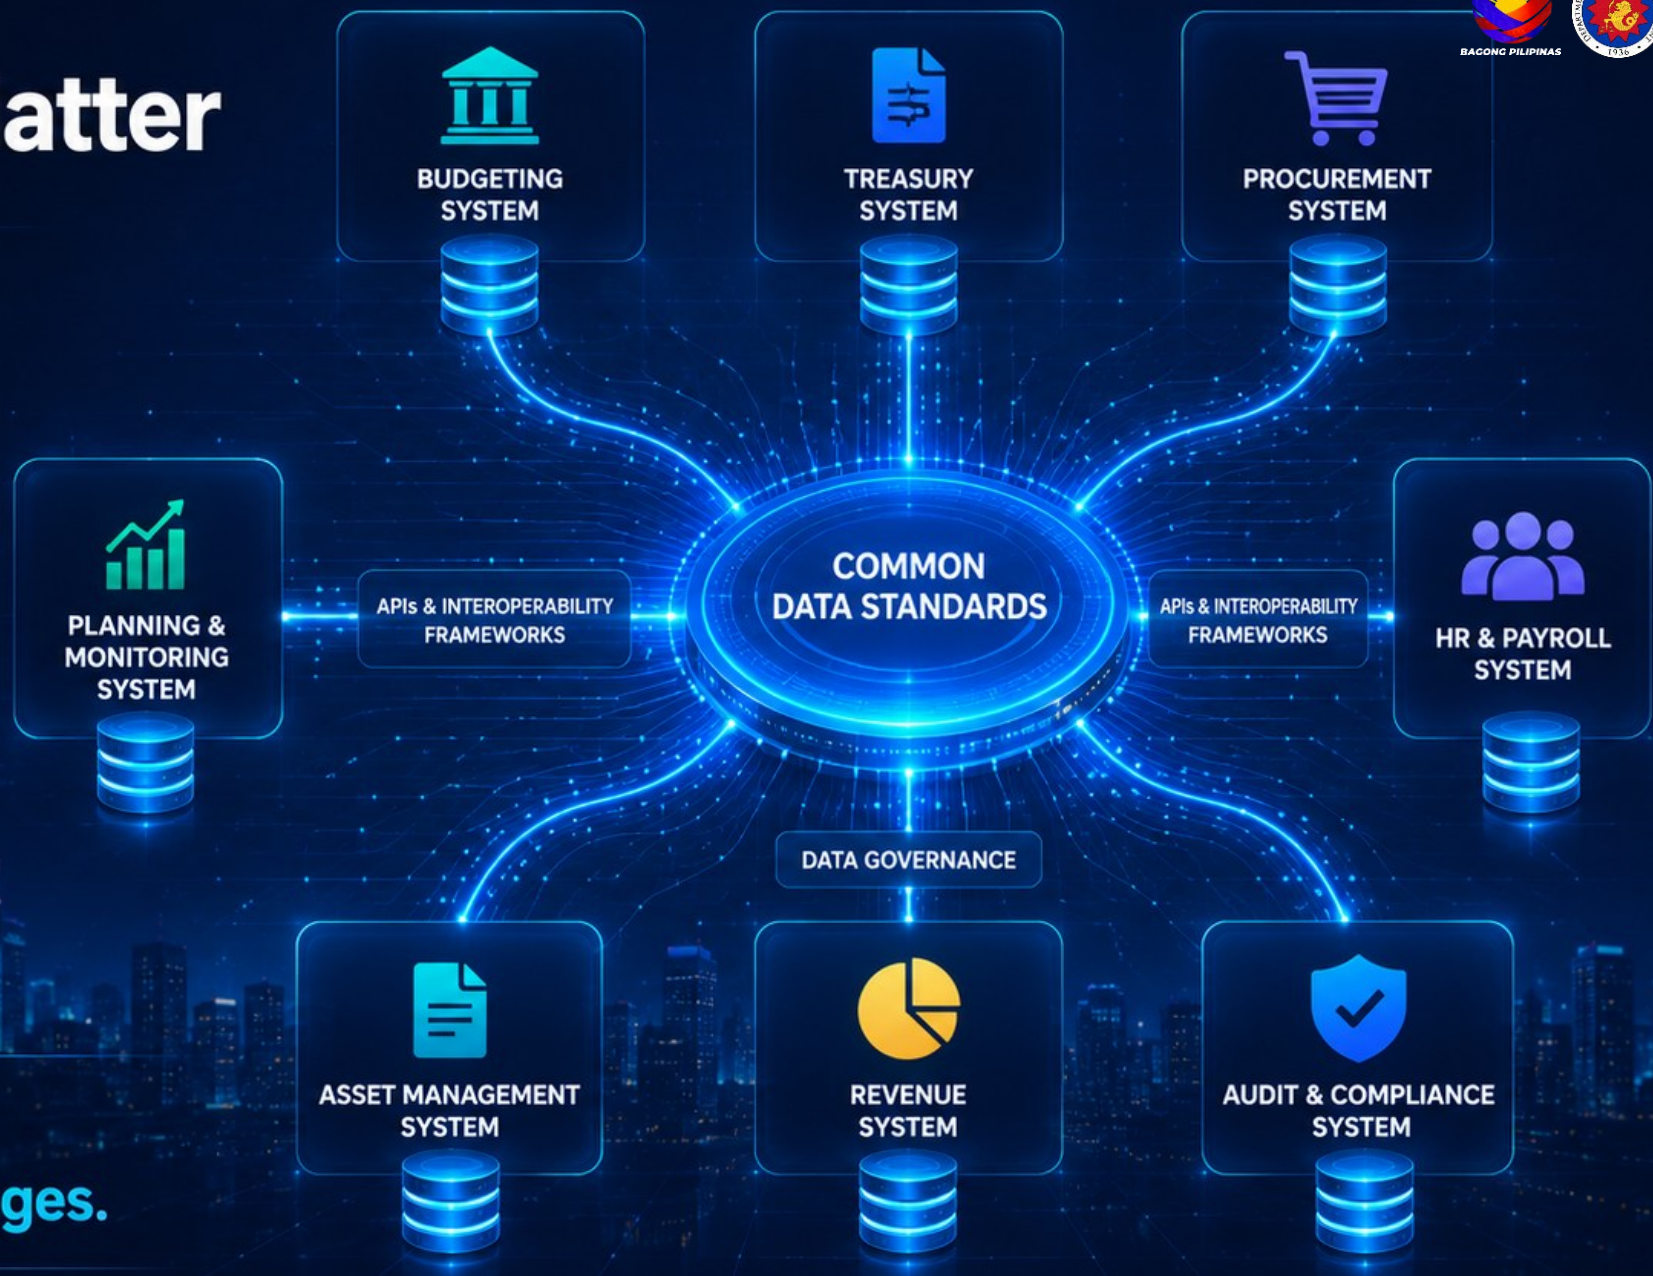 BAGONG PILIPINAS
1936
atter
BUDGETING
SYSTEM
TREASURY
SYSTEM
PROCUREMENT
SYSTEM
PLANNING &
MONITORING
SYSTEM
APIs & INTEROPERABILITY
FRAMEWORKS
COMMON
DATA STANDARDS
APIs & INTEROPERABILITY
FRAMEWORKS
HR & PAYROLL
SYSTEM
DATA GOVERNANCE
ASSET MANAGEMENT
SYSTEM
REVENUE
SYSTEM
AUDIT & COMPLIANCE
SYSTEM
ges.